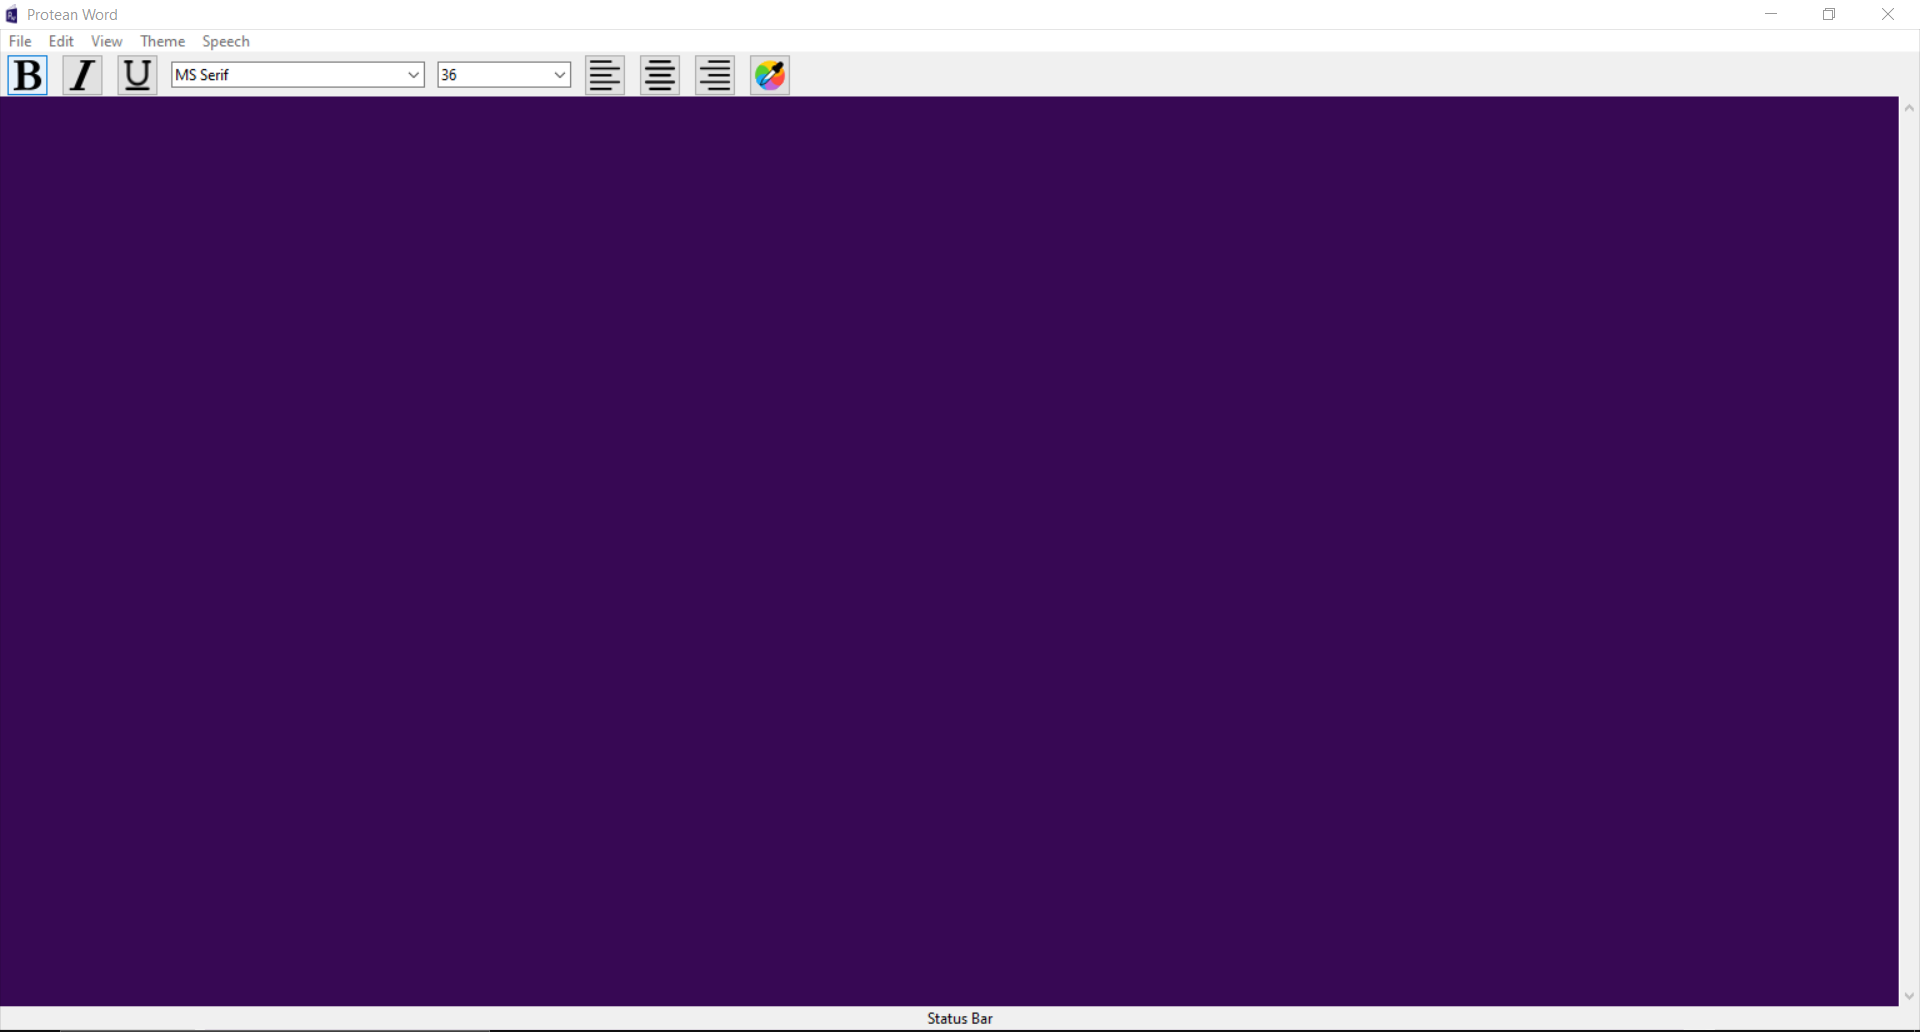 Protean Word
File Edit View Theme Speech
B I U MS Serif 36
Status Bar